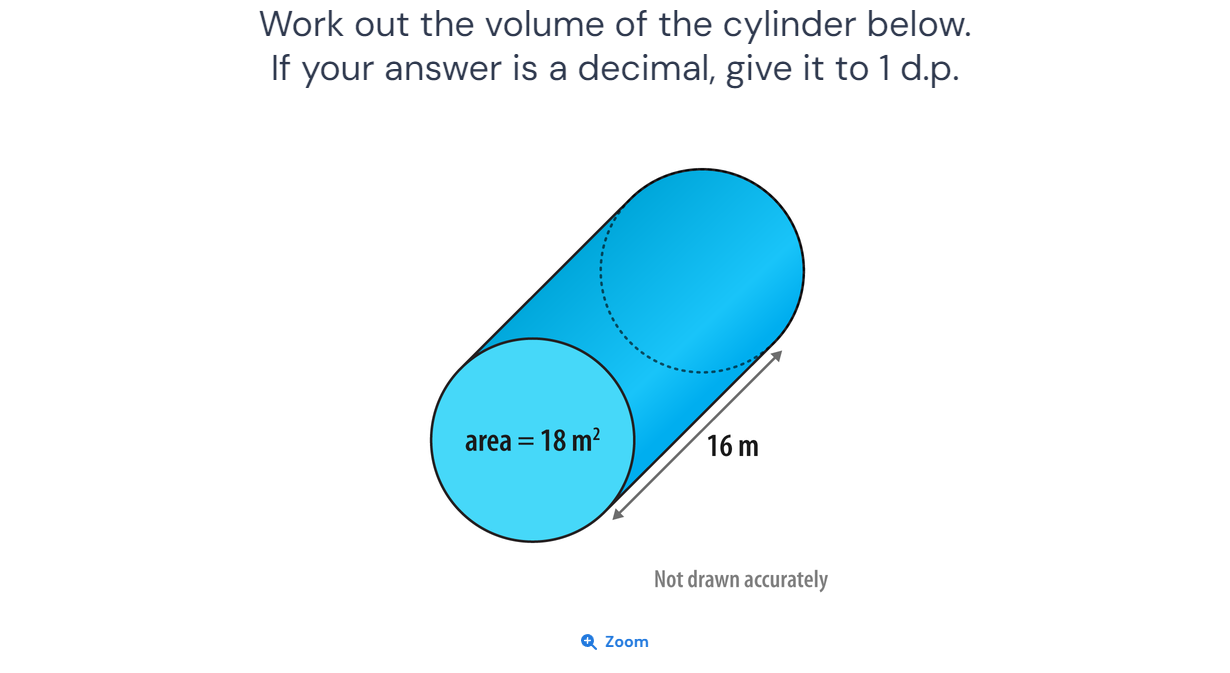 Work out the volume of the cylinder below.
If your answer is a decimal, give it to 1 d.p.
area = 18 m²
16 m
Not drawn accurately
Zoom